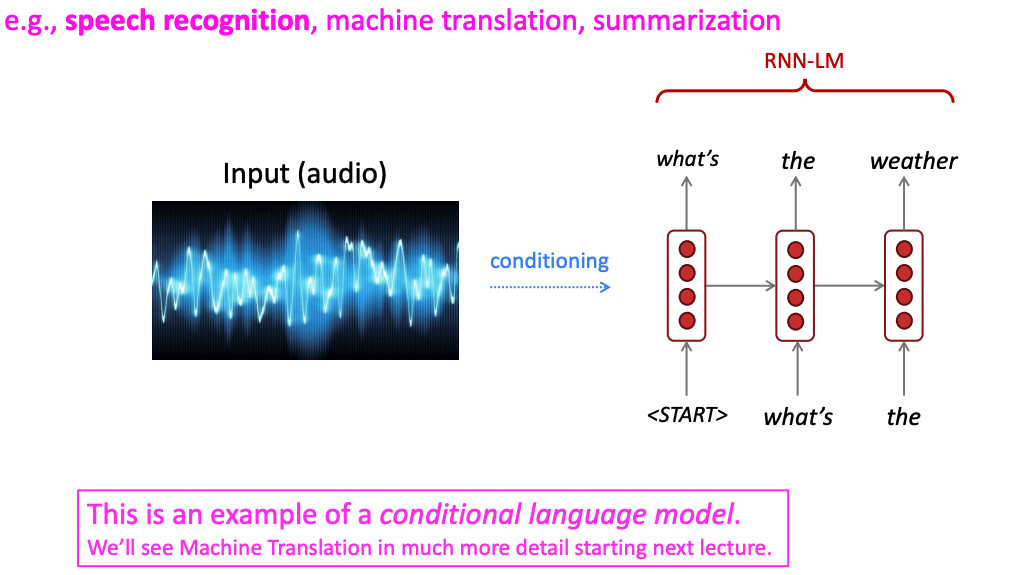 e.g., speech recognition, machine translation, summarization
RNN-LM
what’s the weather
Input (audio)
conditioning
<START> what’s the
This is an example of a conditional language model.
We’ll see Machine Translation in much more detail starting next lecture.